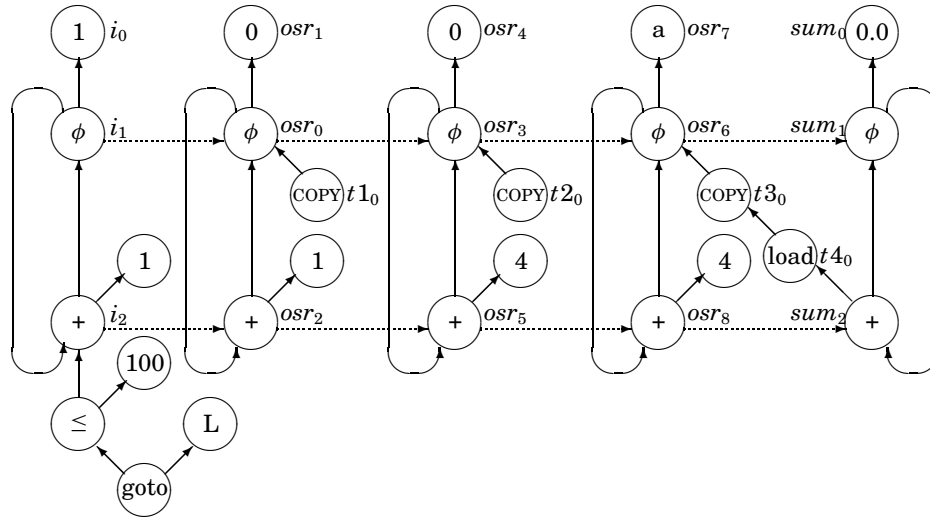 1 i₀ 0 osr₁ 0 osr₄ a osr₇ sum₀ 0.0
ϕ i₁ ϕ osr₀ ϕ osr₃ ϕ osr₆ sum₁ ϕ
COPY t1₀ COPY t2₀ COPY t3₀
1 1 4 4 load t4₀
+ i₂ + osr₂ + osr₅ + osr₈ sum₂ +
100
≤ L
goto